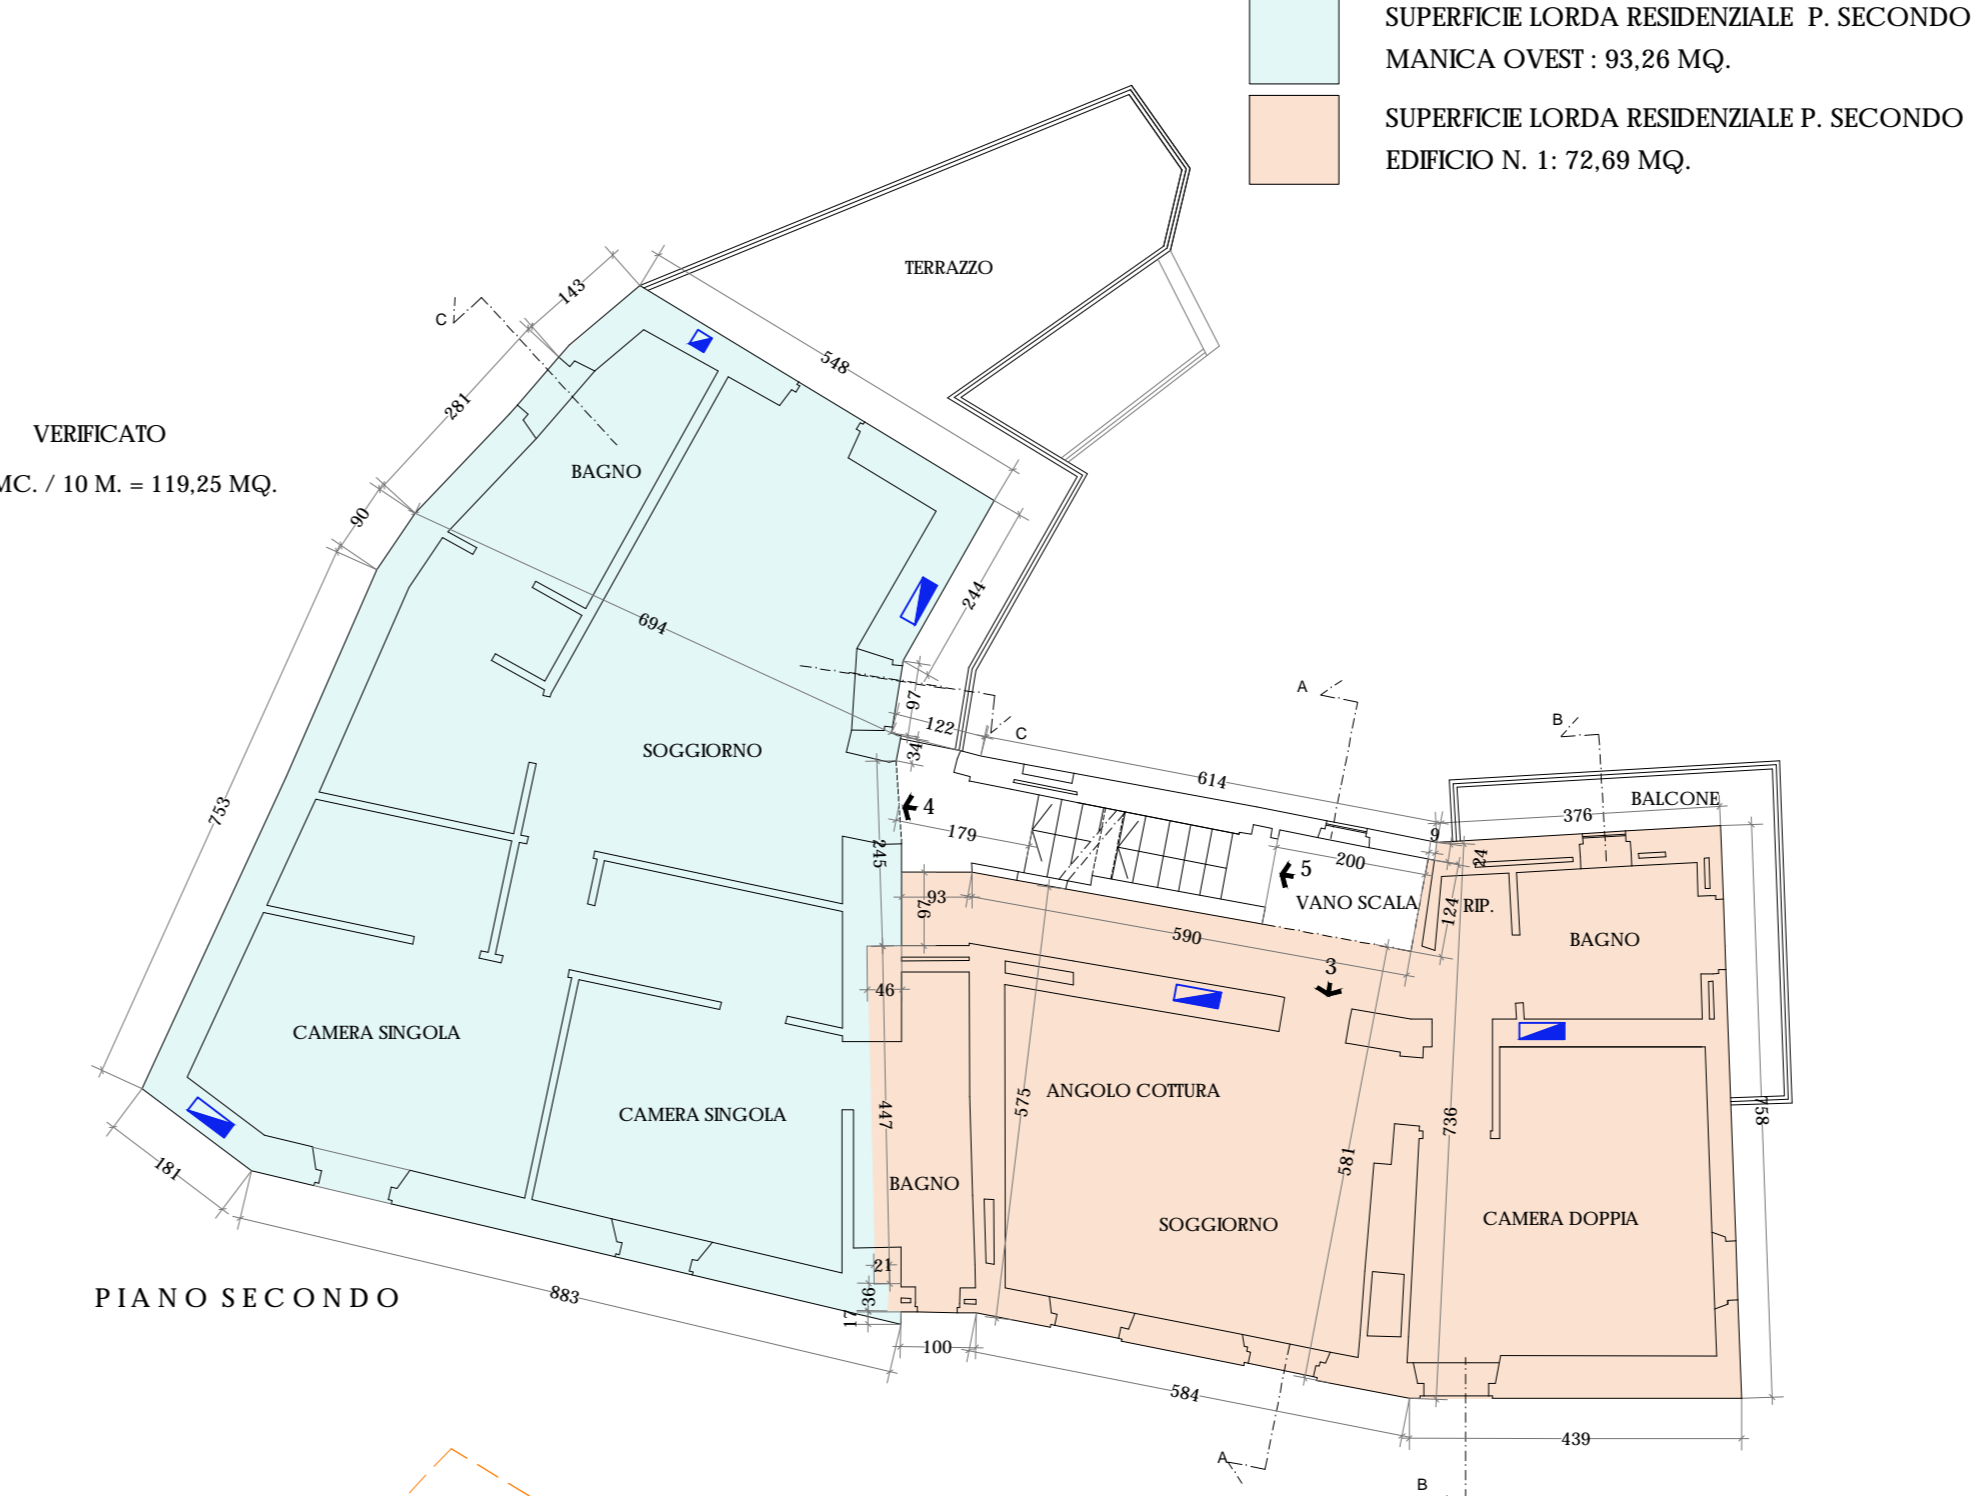 SUPERFICIE LORDA RESIDENZIALE P. SECONDO
MANICA OVEST : 93,26 MQ.
SUPERFICIE LORDA RESIDENZIALE P. SECONDO
EDIFICIO N. 1: 72,69 MQ.
TERRAZZO
143
C
548
281
VERIFICATO
BAGNO
MC. / 10 M. = 119,25 MQ.
90
244
694
A
97
B
122
C
34
SOGGIORNO
614
753
BALCONE
4
376
179
9
245
200
24
5
93
97
VANO SCALA
124
RIP.
590
BAGNO
3
46
CAMERA SINGOLA
ANGOLO COTTURA
575
CAMERA SINGOLA
447
736
758
581
181
BAGNO
SOGGIORNO
CAMERA DOPPIA
21
PIANO SECONDO
883
36
17
100
584
439
A
B